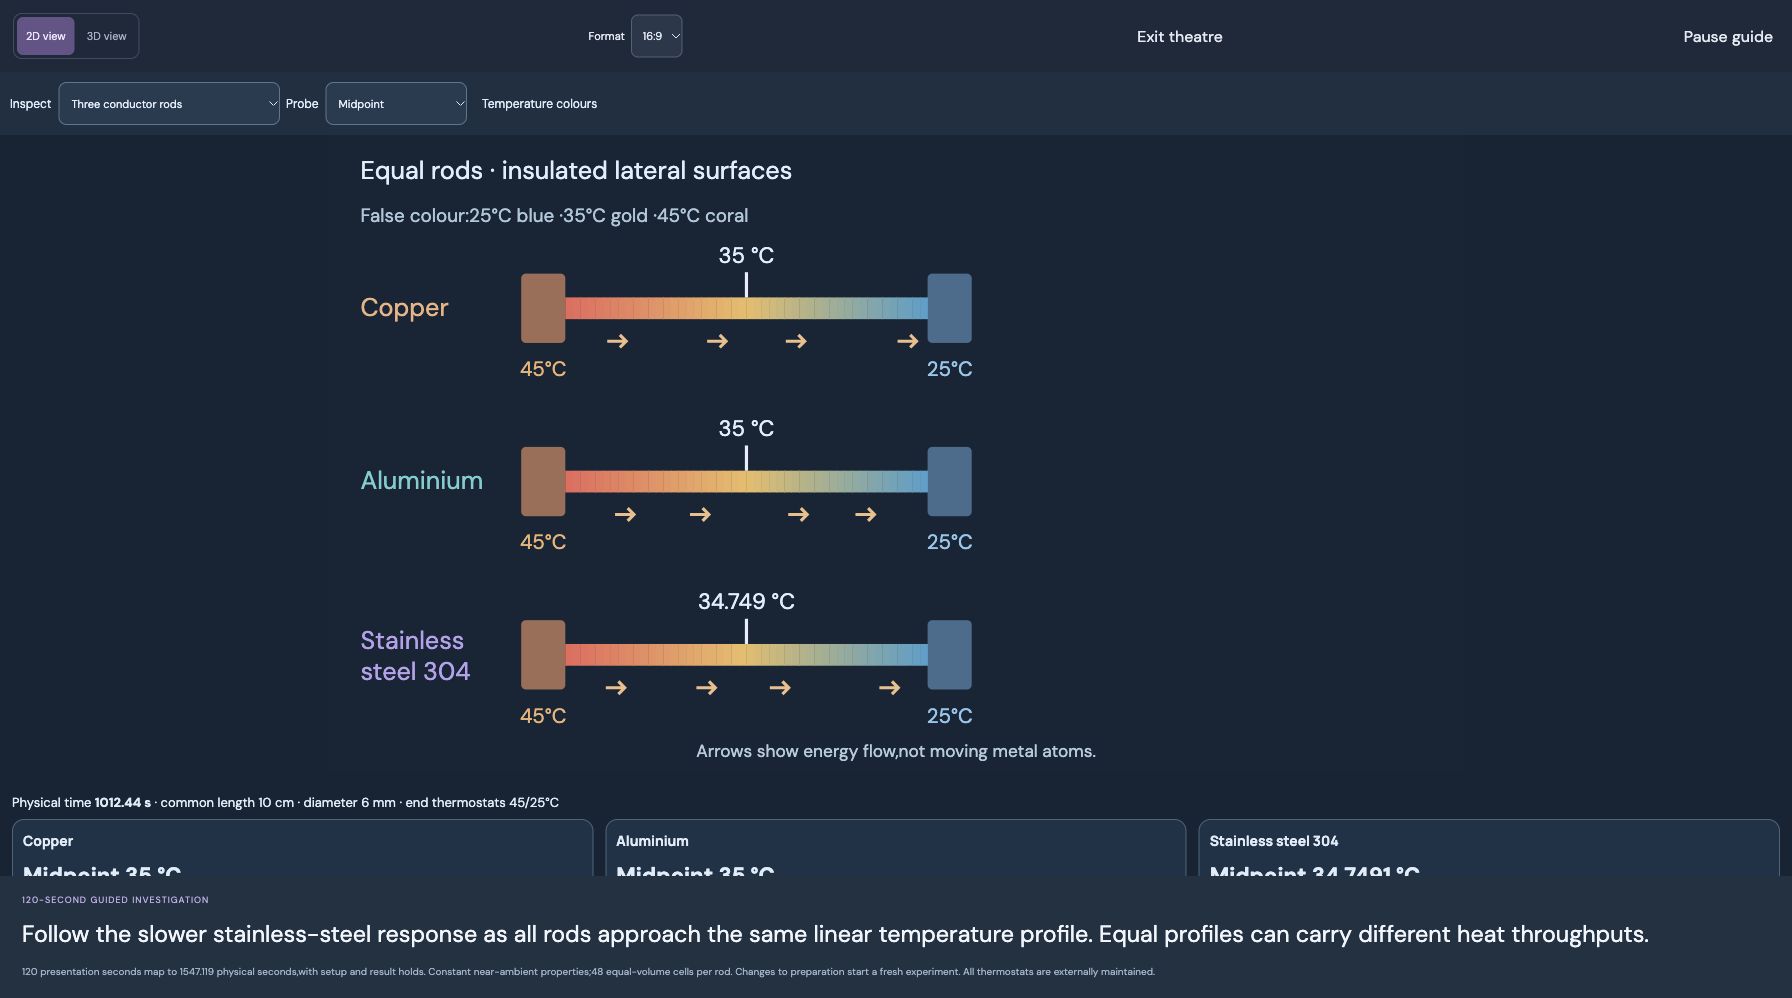 2D view 3D view Format 16:9 Exit theatre Pause guide
Inspect Three conductor rods Probe Midpoint Temperature colours
Equal rods · insulated lateral surfaces
False colour:25°C blue ·35°C gold ·45°C coral
35 °C
Copper
→ → → →
45°C 25°C
35 °C
Aluminium
→ → → →
45°C 25°C
34.749 °C
Stainless
steel 304
→ → → →
45°C 25°C
Arrows show energy flow,not moving metal atoms.
Physical time 1012.44 s · common length 10 cm · diameter 6 mm · end thermostats 45/25°C
Copper Aluminium Stainless steel 304
Midpoint 35 °C Midpoint 35 °C Midpoint 34.7491 °C
120-SECOND GUIDED INVESTIGATION
Follow the slower stainless-steel response as all rods approach the same linear temperature profile. Equal profiles can carry different heat throughputs.
120 presentation seconds map to 1547.119 physical seconds,with setup and result holds. Constant near-ambient properties;48 equal-volume cells per rod. Changes to preparation start a fresh experiment. All thermostats are externally maintained.